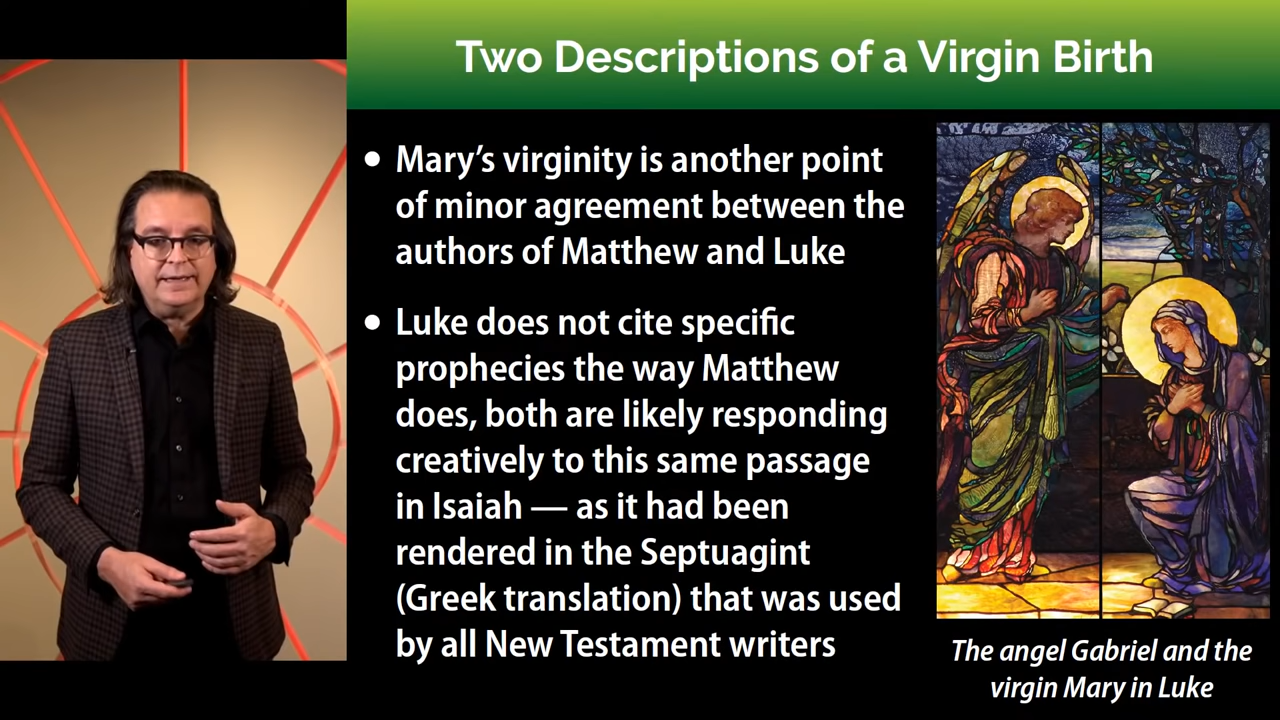 Two Descriptions of a Virgin Birth
• Mary’s virginity is another point
of minor agreement between the
authors of Matthew and Luke
• Luke does not cite specific
prophecies the way Matthew
does, both are likely responding
creatively to this same passage
in Isaiah — as it had been
rendered in the Septuagint
(Greek translation) that was used
by all New Testament writers
The angel Gabriel and the
virgin Mary in Luke